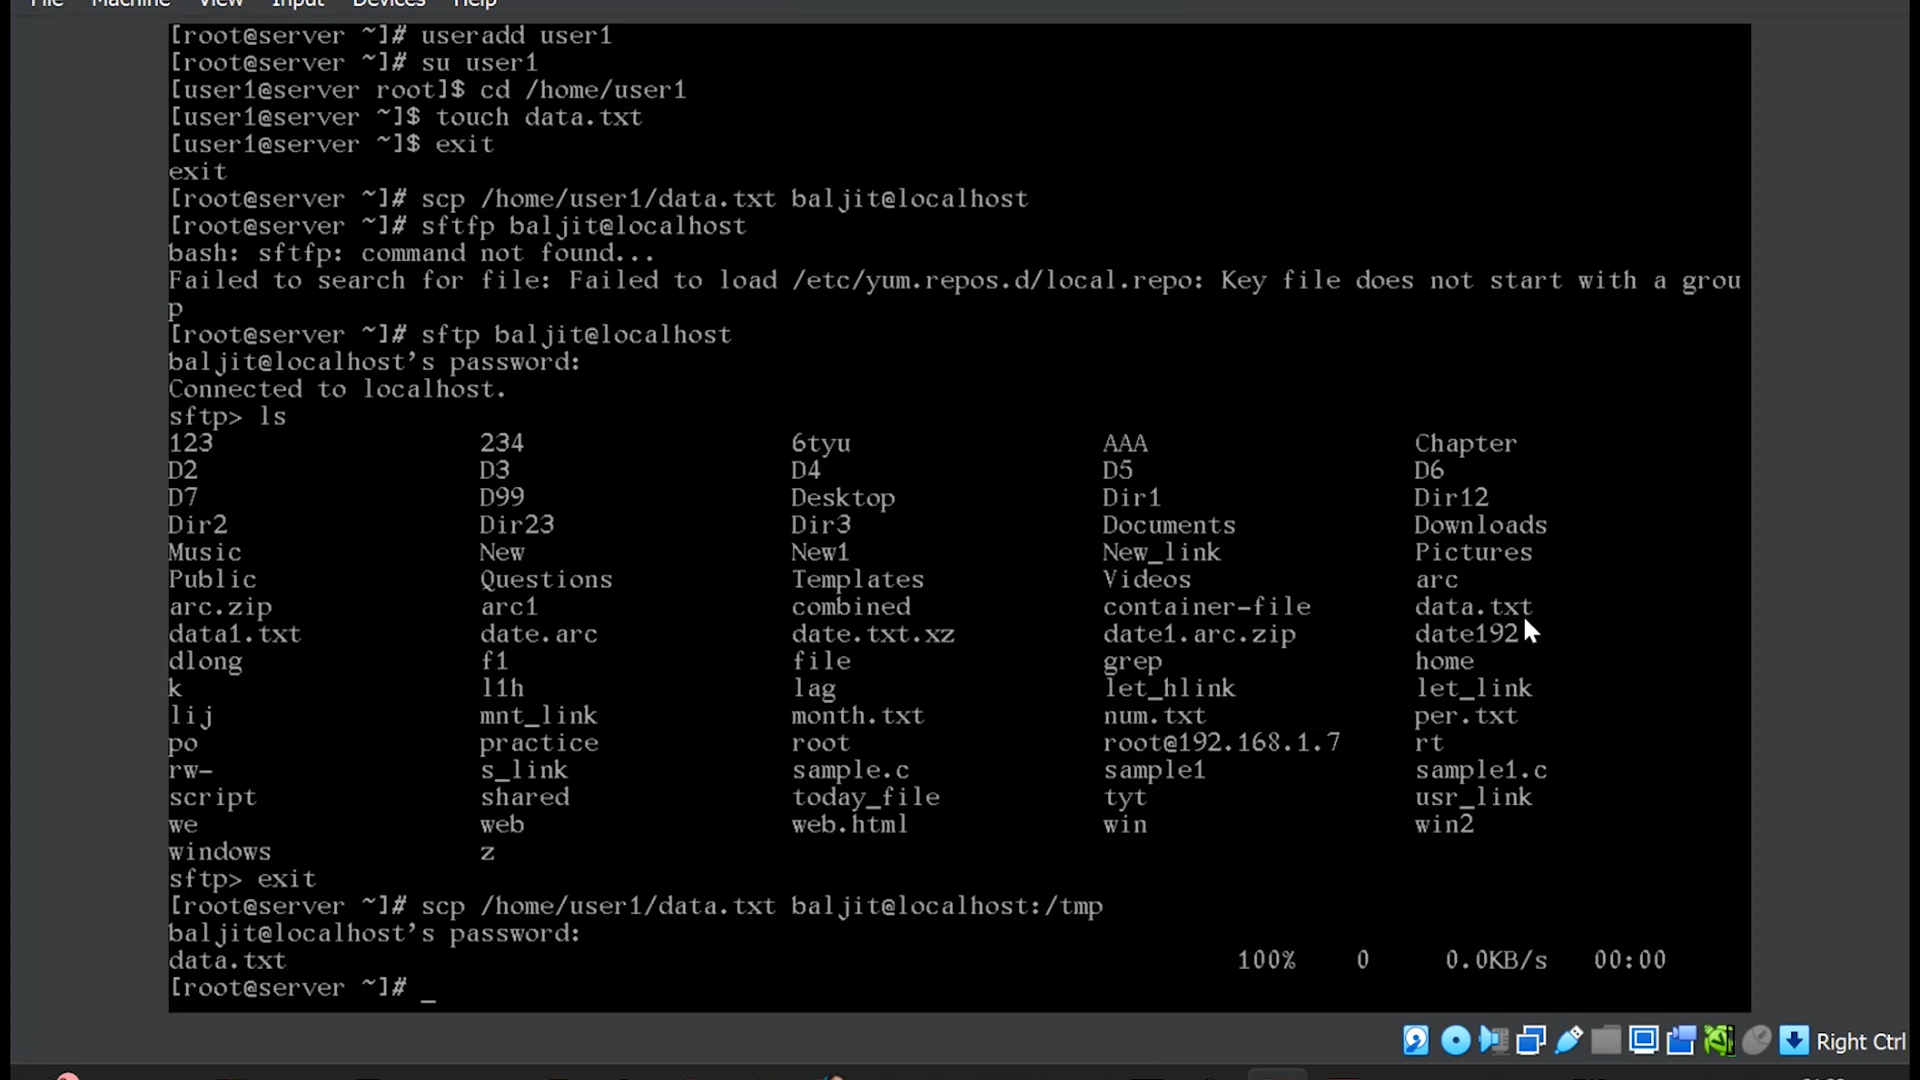 File Machine View Input Devices Help
[root@server ~]# useradd user1
[root@server ~]# su user1
[user1@server root]$ cd /home/user1
[user1@server ~]$ touch data.txt
[user1@server ~]$ exit
exit
[root@server ~]# scp /home/user1/data.txt baljit@localhost
[root@server ~]# sftfp baljit@localhost
bash: sftfp: command not found...
Failed to search for file: Failed to load /etc/yum.repos.d/local.repo: Key file does not start with a grou
p
[root@server ~]# sftp baljit@localhost
baljit@localhost's password:
Connected to localhost.
sftp> ls
123 234 6tyu AAA Chapter
D2 D3 D4 D5 D6
D7 D99 Desktop Dir1 Dir12
Dir2 Dir23 Dir3 Documents Downloads
Music New New1 New_link Pictures
Public Questions Templates Videos arc
arc.zip arc1 combined container-file data.txt
data1.txt date.arc date.txt.xz date1.arc.zip date192
dlong f1 file grep home
k l1h lag let_hlink let_link
lij mnt_link month.txt num.txt per.txt
po practice root root@192.168.1.7 rt
rw- s_link sample.c sample1 sample1.c
script shared today_file tyt usr_link
we web web.html win win2
windows z
sftp> exit
[root@server ~]# scp /home/user1/data.txt baljit@localhost:/tmp
baljit@localhost's password:
data.txt 100% 0 0.0KB/s 00:00
[root@server ~]# _
Right Ctrl